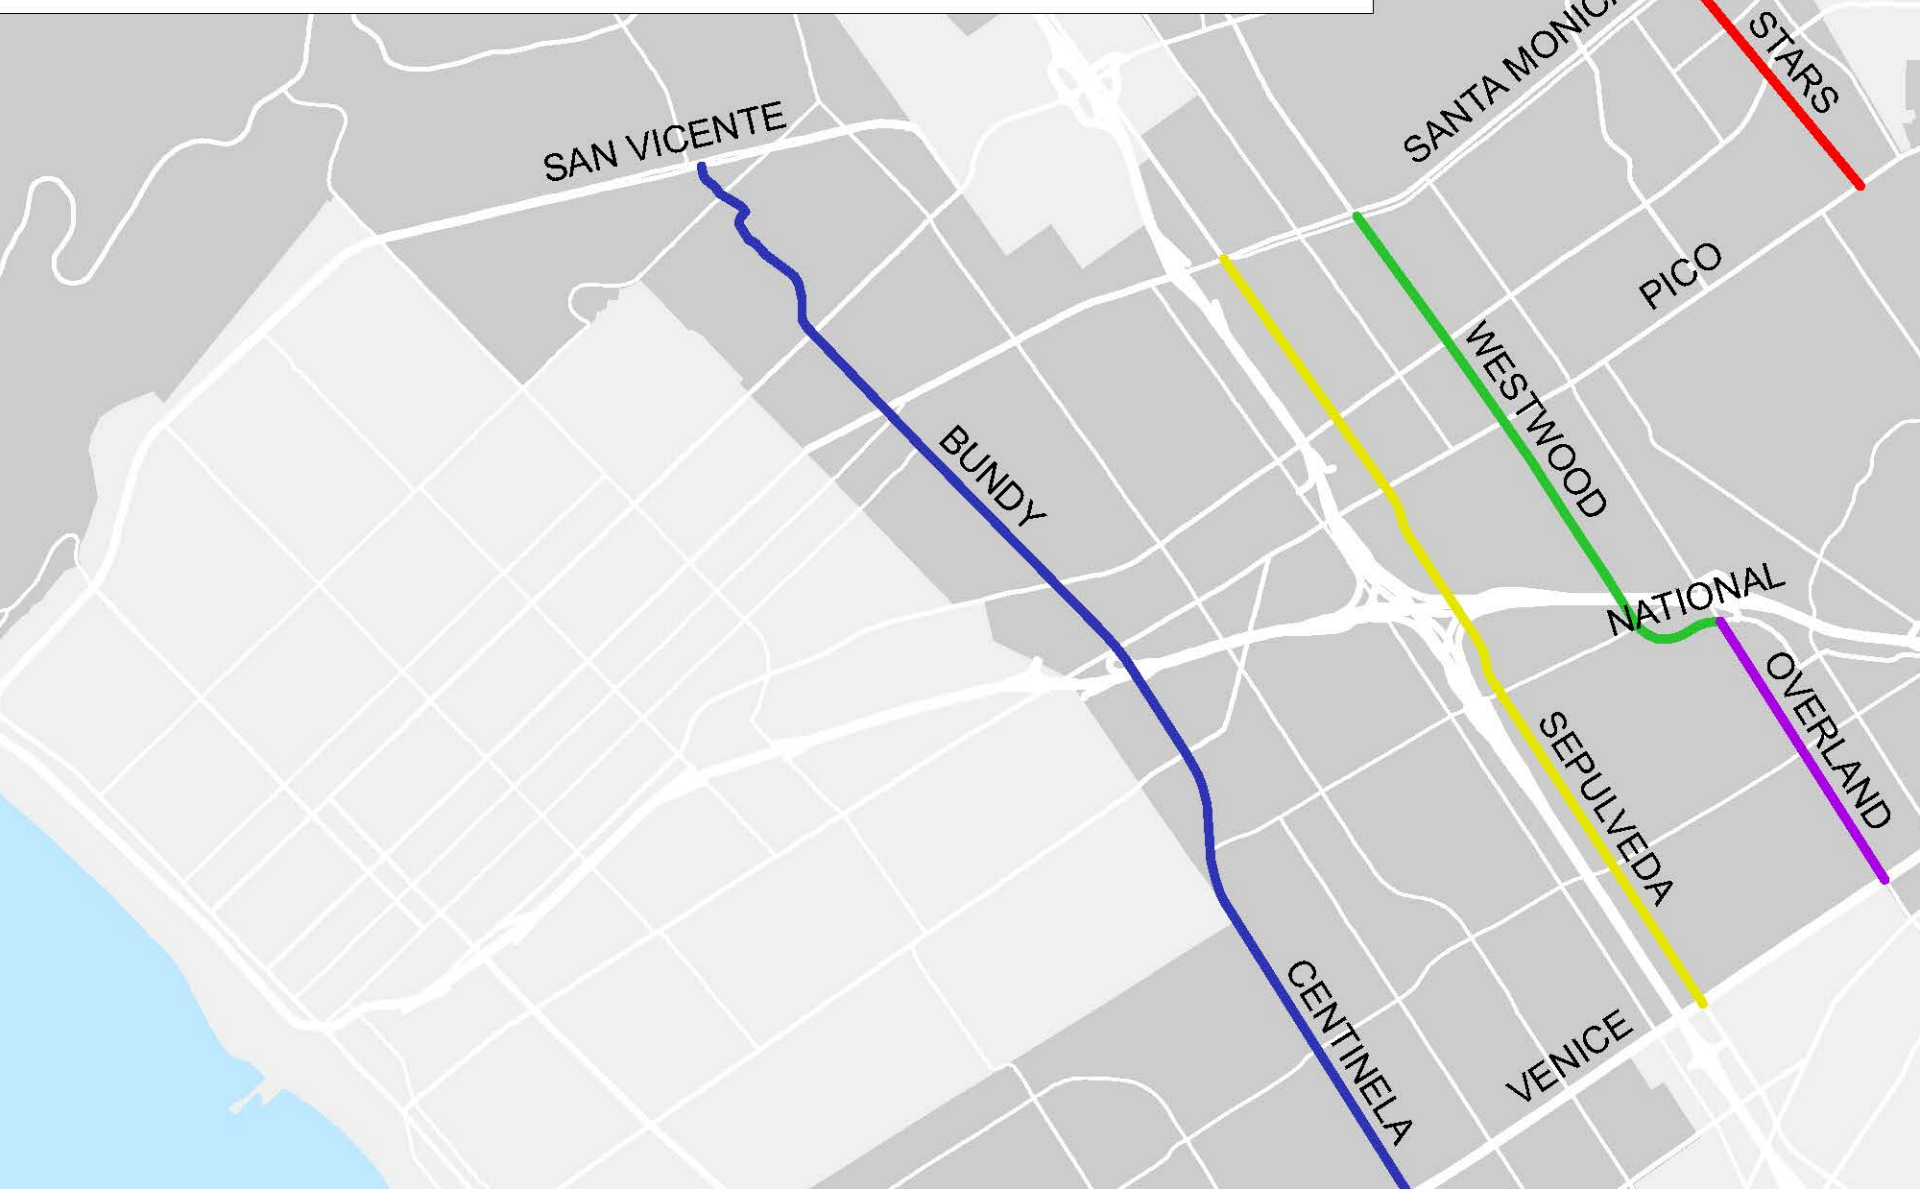 STARS
SANTA MONICA
SAN VICENTE
PICO
WESTWOOD
BUNDY
NATIONAL
OVERLAND
SEPULVEDA
CENTINELA
VENICE